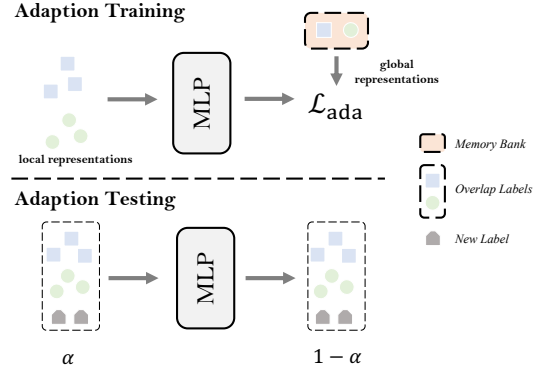 Adaption Training
MLP
global
representations
ℒada
local representations
Memory Bank
Overlap Labels
New Label
Adaption Testing
MLP
α
1 − α